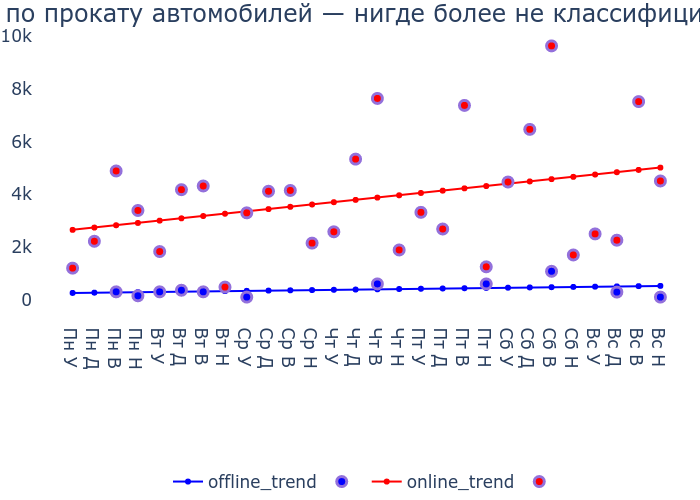 по прокату автомобилей — нигде более не классифици
10k
8k
6k
4k
2k
0
Пн У
Пн Д
Пн В
Пн Н
Вт У
Вт Д
Вт В
Вт Н
Ср У
Ср Д
Ср В
Ср Н
Чт У
Чт Д
Чт В
Чт Н
Пт У
Пт Д
Пт В
Пт Н
Сб У
Сб Д
Сб В
Сб Н
Вс У
Вс Д
Вс В
Вс Н
offline_trend
online_trend